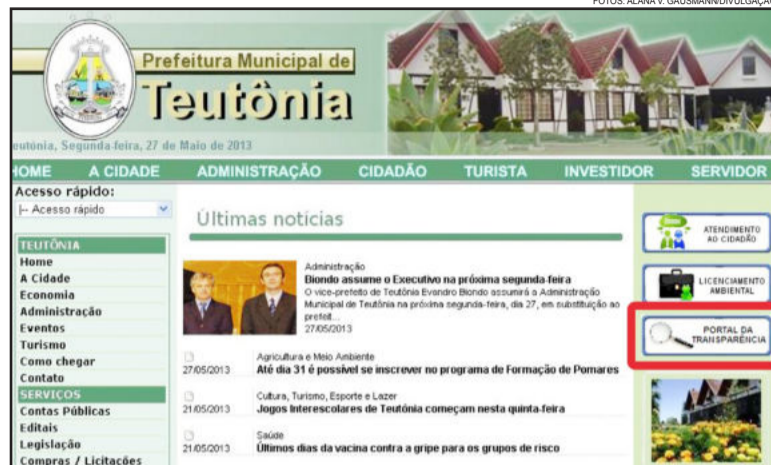 FOTOS: ALANA V. GAUSMANN/DIVULGAÇÃO
Prefeitura Municipal de
Teutônia
eutônia, Segunda-feira, 27 de Maio de 2013
HOME A CIDADE ADMINISTRAÇÃO CIDADÃO TURISTA INVESTIDOR SERVIDOR
Acesso rápido:
|-- Acesso rápido
TEUTÔNIA
Home
A Cidade
Economia
Administração
Eventos
Turismo
Como chegar
Contato
SERVIÇOS
Contas Públicas
Editais
Legislação
Compras / Licitações
Últimas notícias
Administração
Biondo assume o Executivo na próxima segunda-feira
O vice-prefeito de Teutônia Evandro Biondo assumirá a Administração
Municipal de Teutônia na próxima segunda-feira, dia 27, em substituição ao
prefeit...
27/05/2013
Agricultura e Meio Ambiente
27/05/2013 Até dia 31 é possível se inscrever no programa de Formação de Pomares
Cultura, Turismo, Esporte e Lazer
21/05/2013 Jogos Interescolares de Teutônia começam nesta quinta-feira
Saúde
21/05/2013 Últimos dias da vacina contra a gripe para os grupos de risco
ATENDIMENTO
AO CIDADÃO
LICENCIAMENTO
AMBIENTAL
PORTAL DA
TRANSPARÊNCIA